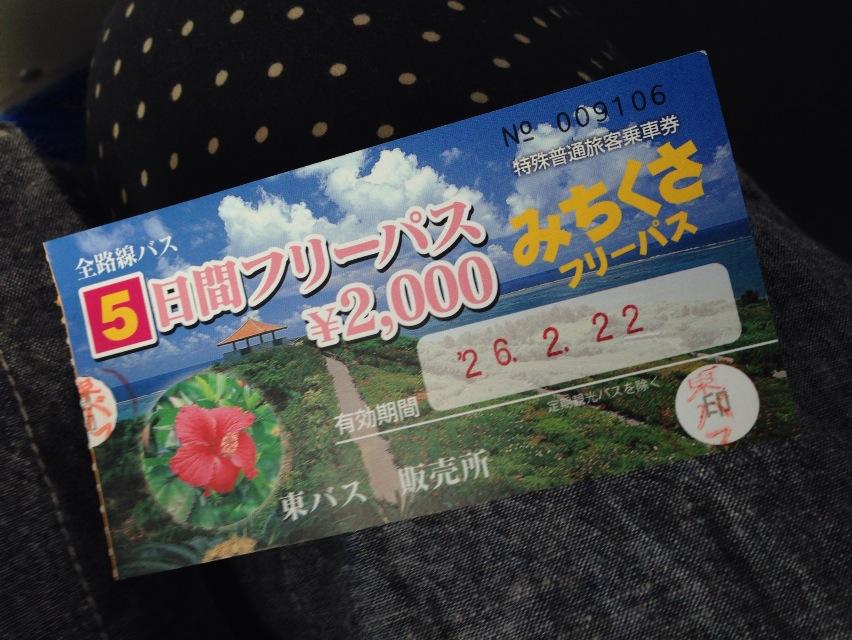 № 009106
特殊普通旅客乗車券
みちくさ
フリーパス
全路線バス
5日間フリーパス
¥2,000
'26.2.22
有効期間
定期観光バスを除く
東バス 販売所
印